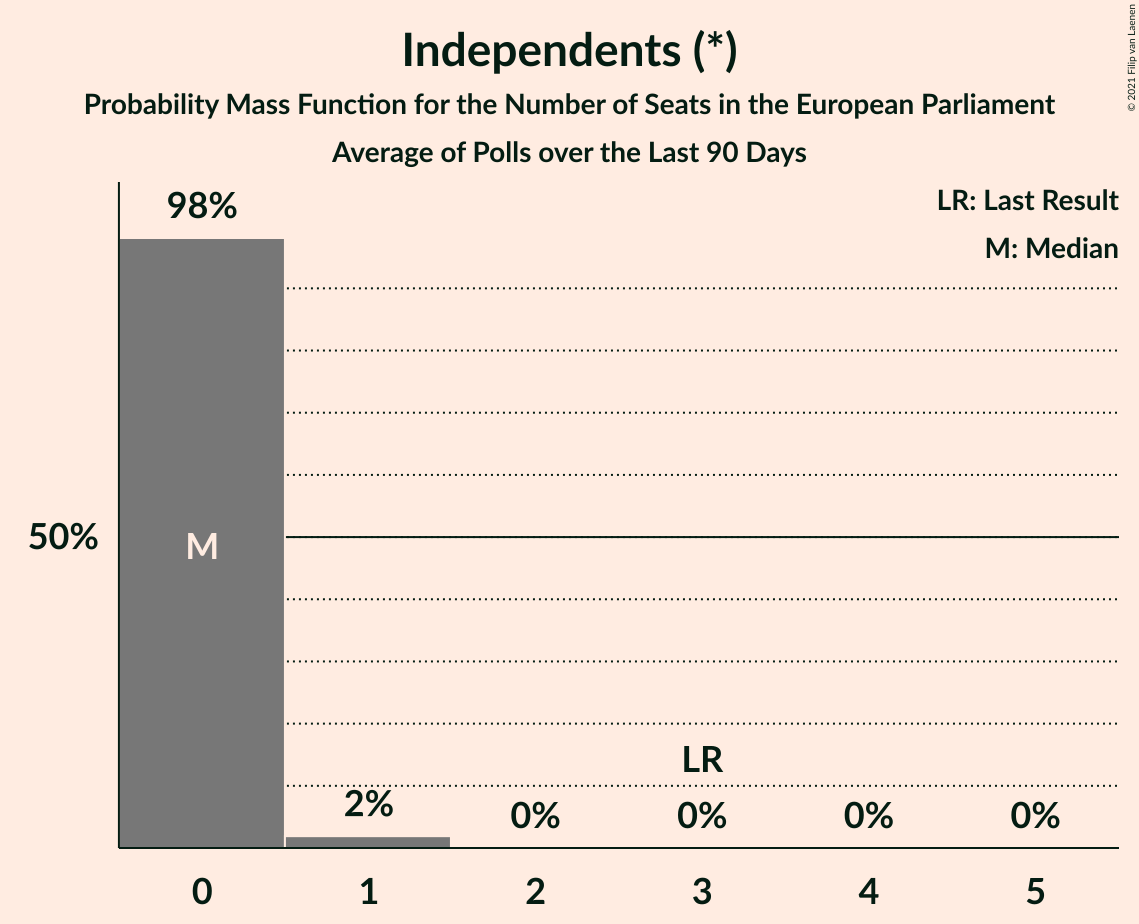 Independents (*)
Probability Mass Function for the Number of Seats in the European Parliament
Average of Polls over the Last 90 Days
© 2021 Filip van Laenen
LR: Last Result
M: Median
98%
50%
M
LR
2%
0%
0%
0%
0%
0
1
2
3
4
5